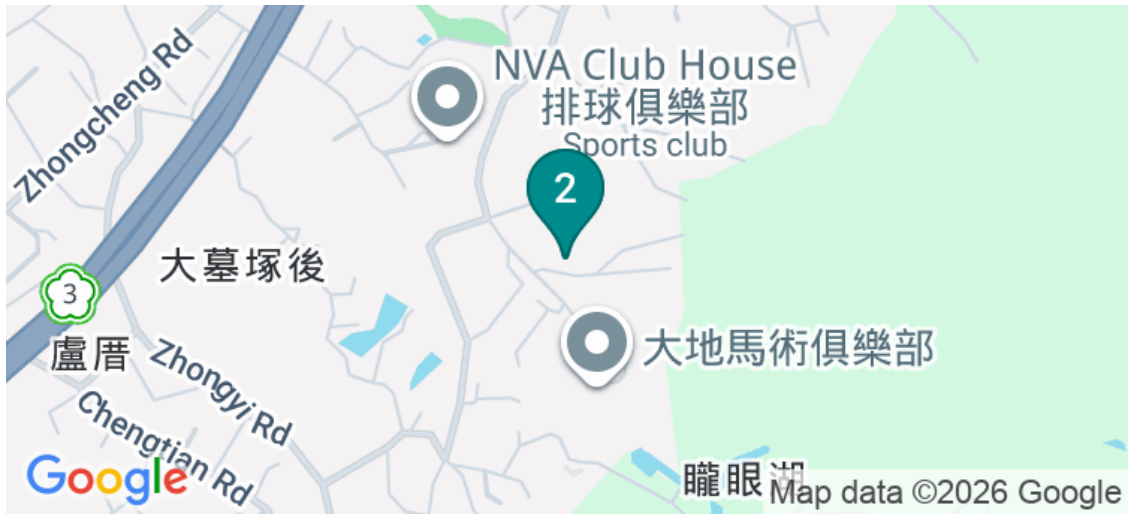 Zhongcheng Rd
NVA Club House
排球俱樂部
Sports club
2
大墓塚後
3
盧厝
大地馬術俱樂部
Zhongyi Rd
Chengtian Rd
Google
矓眼湖
Map data ©2026 Google